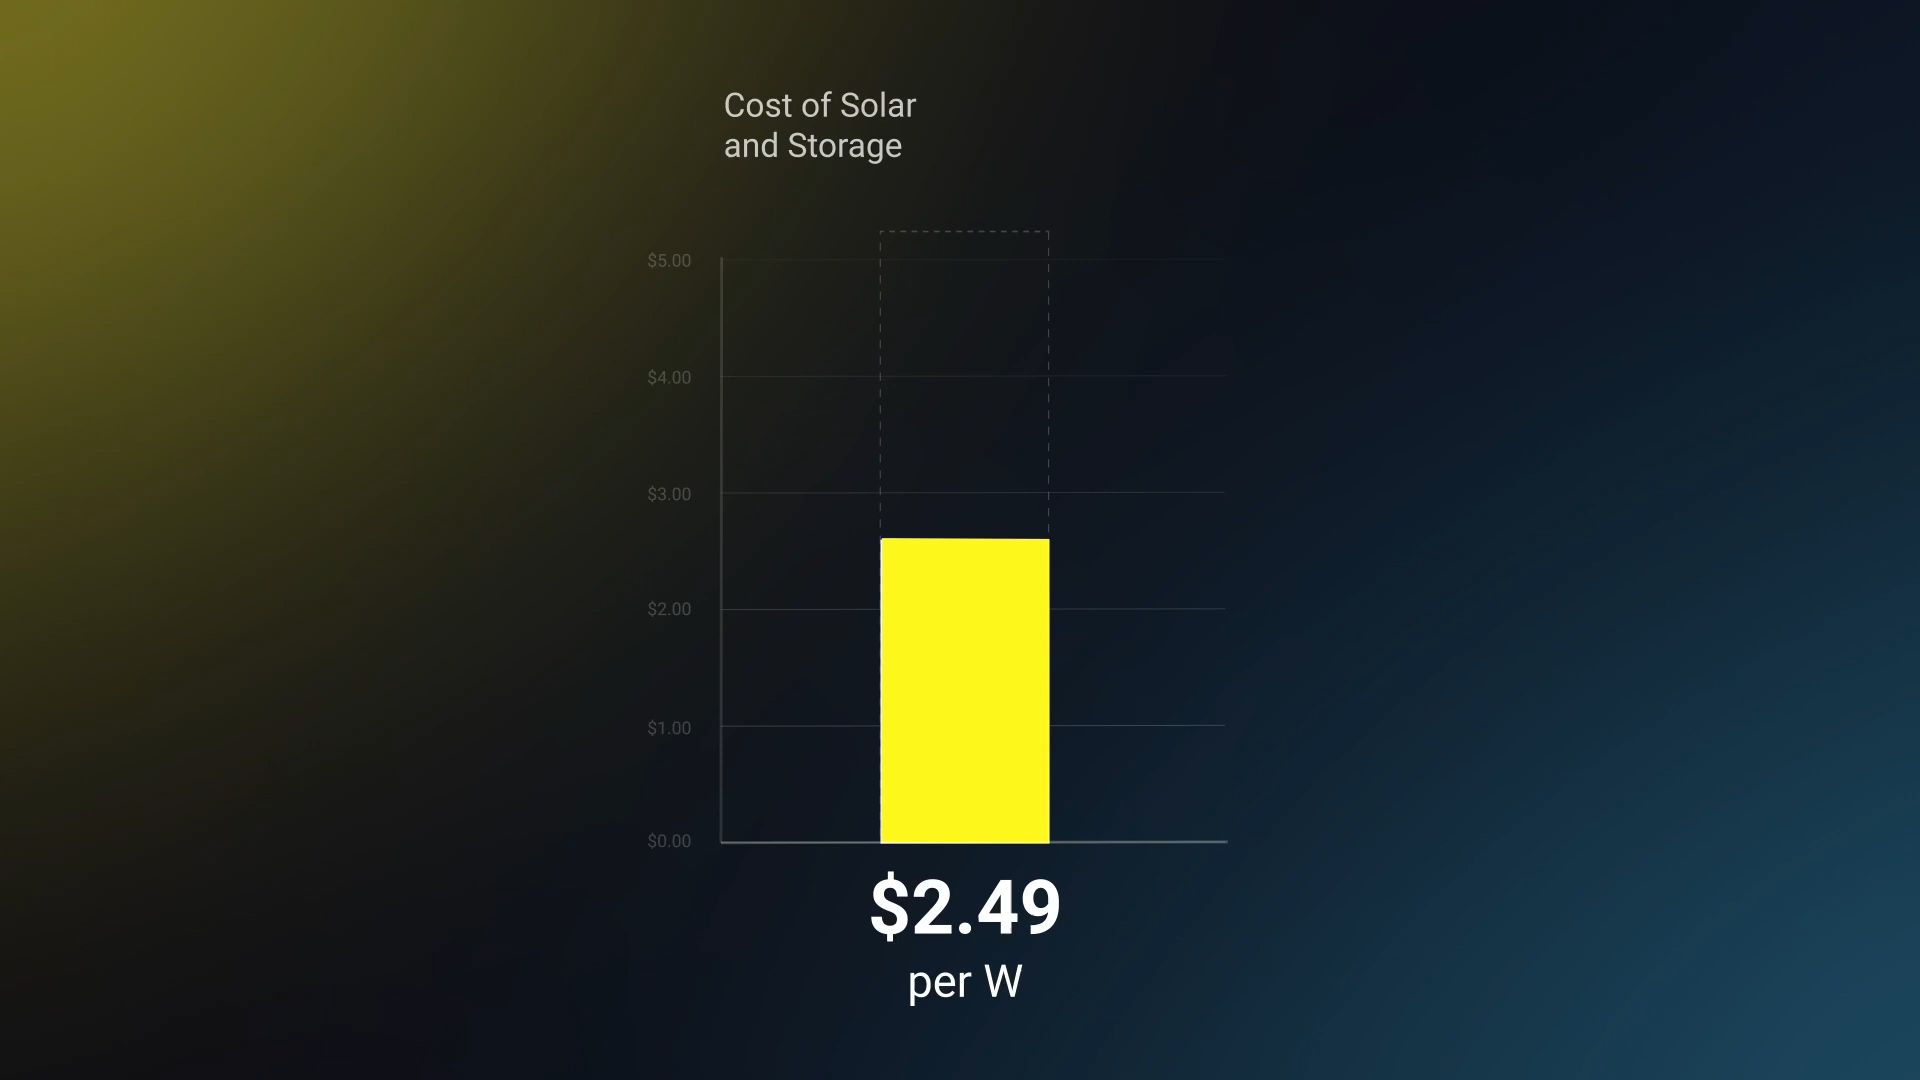 Cost of Solar
and Storage
$5.00
$4.00
$3.00
$2.00
$1.00
$0.00
$2.49
per W